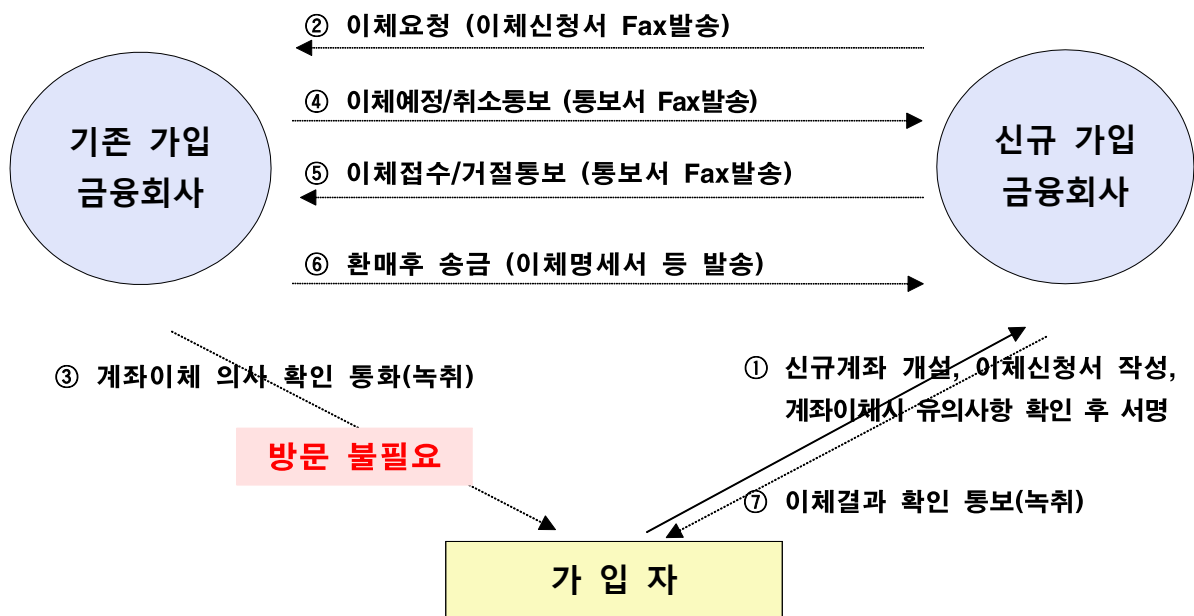 ② 이체요청 (이체신청서 Fax발송)
④ 이체예정/취소통보 (통보서 Fax발송)
기존 가입
금융회사
신규 가입
금융회사
⑤ 이체접수/거절통보 (통보서 Fax발송)
⑥ 환매후 송금 (이체명세서 등 발송)
③ 계좌이체 의사 확인 통화(녹취)
① 신규계좌 개설, 이체신청서 작성,
계좌이체시 유의사항 확인 후 서명
방문 불필요
⑦ 이체결과 확인 통보(녹취)
가 입 자